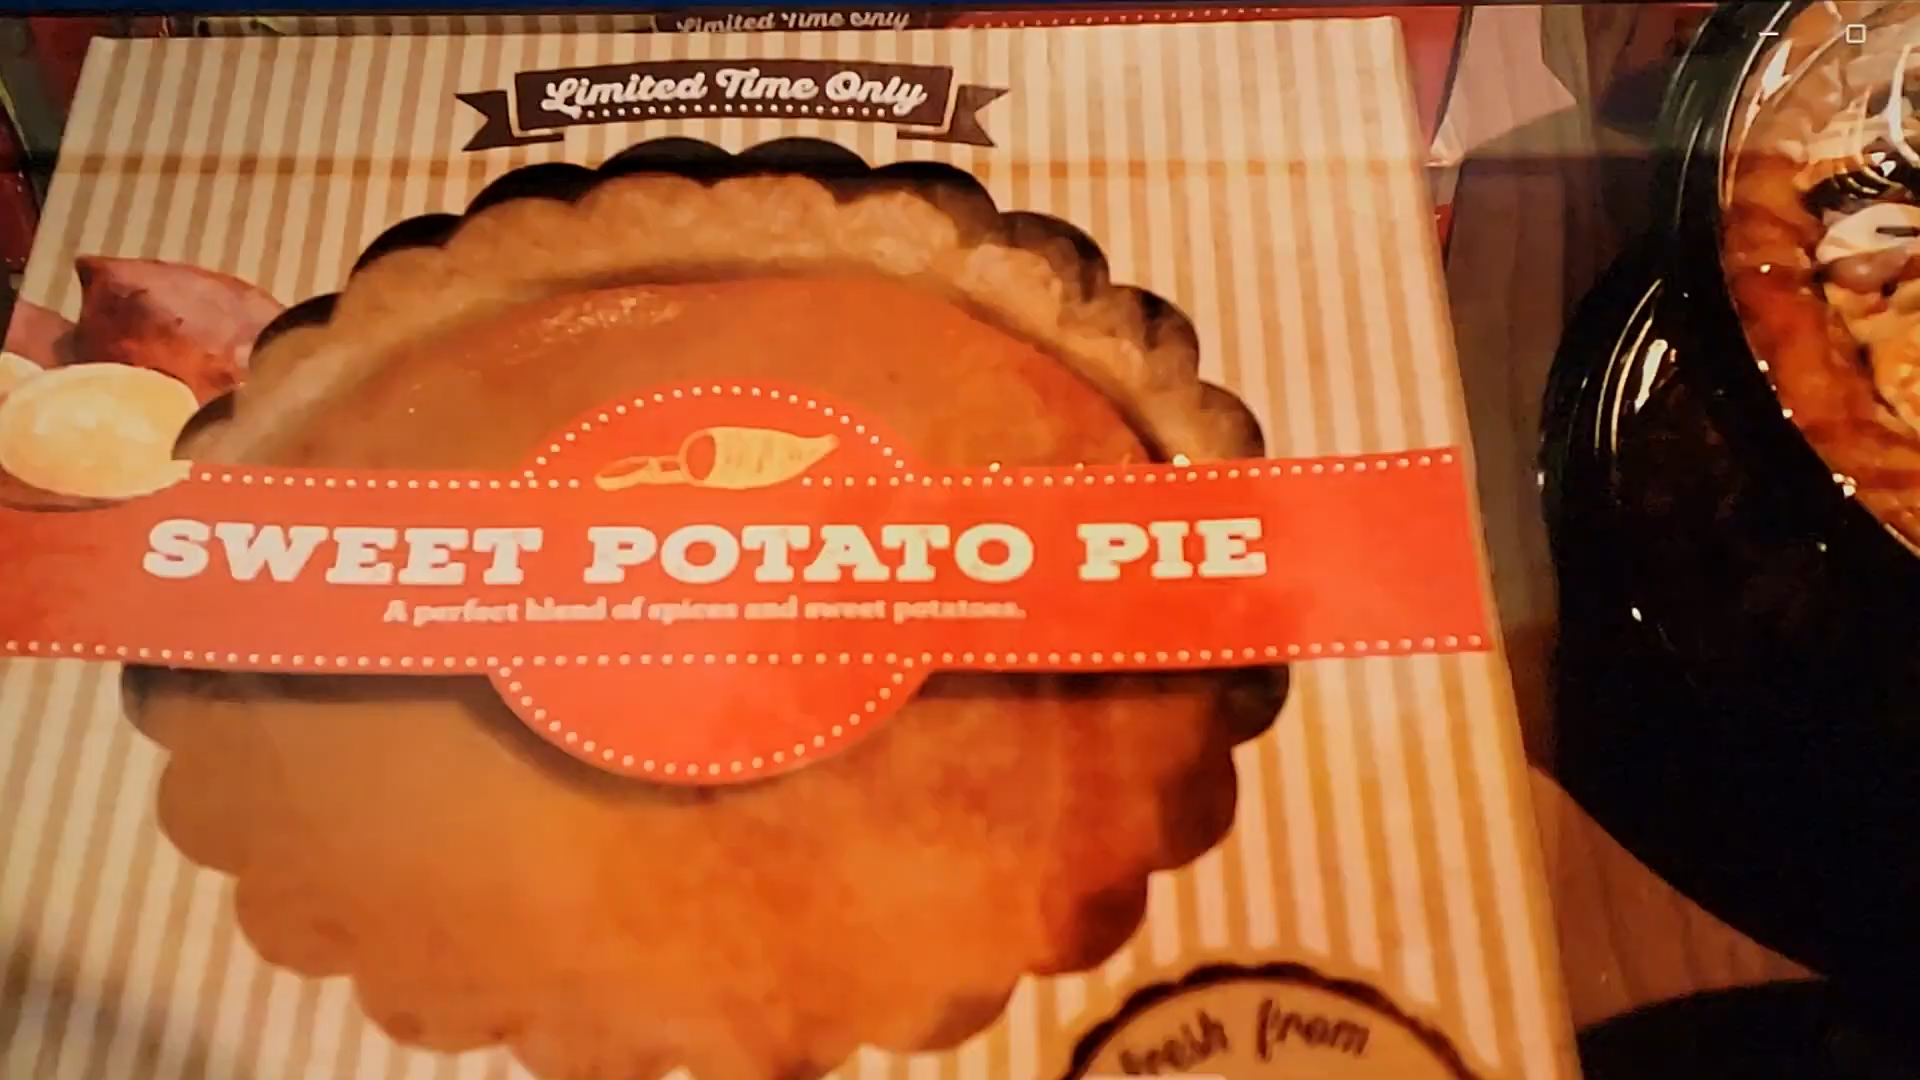 Limited Time Only
Limited Time Only
SWEET POTATO PIE
A perfect blend of spices and sweet potatoes.
fresh from